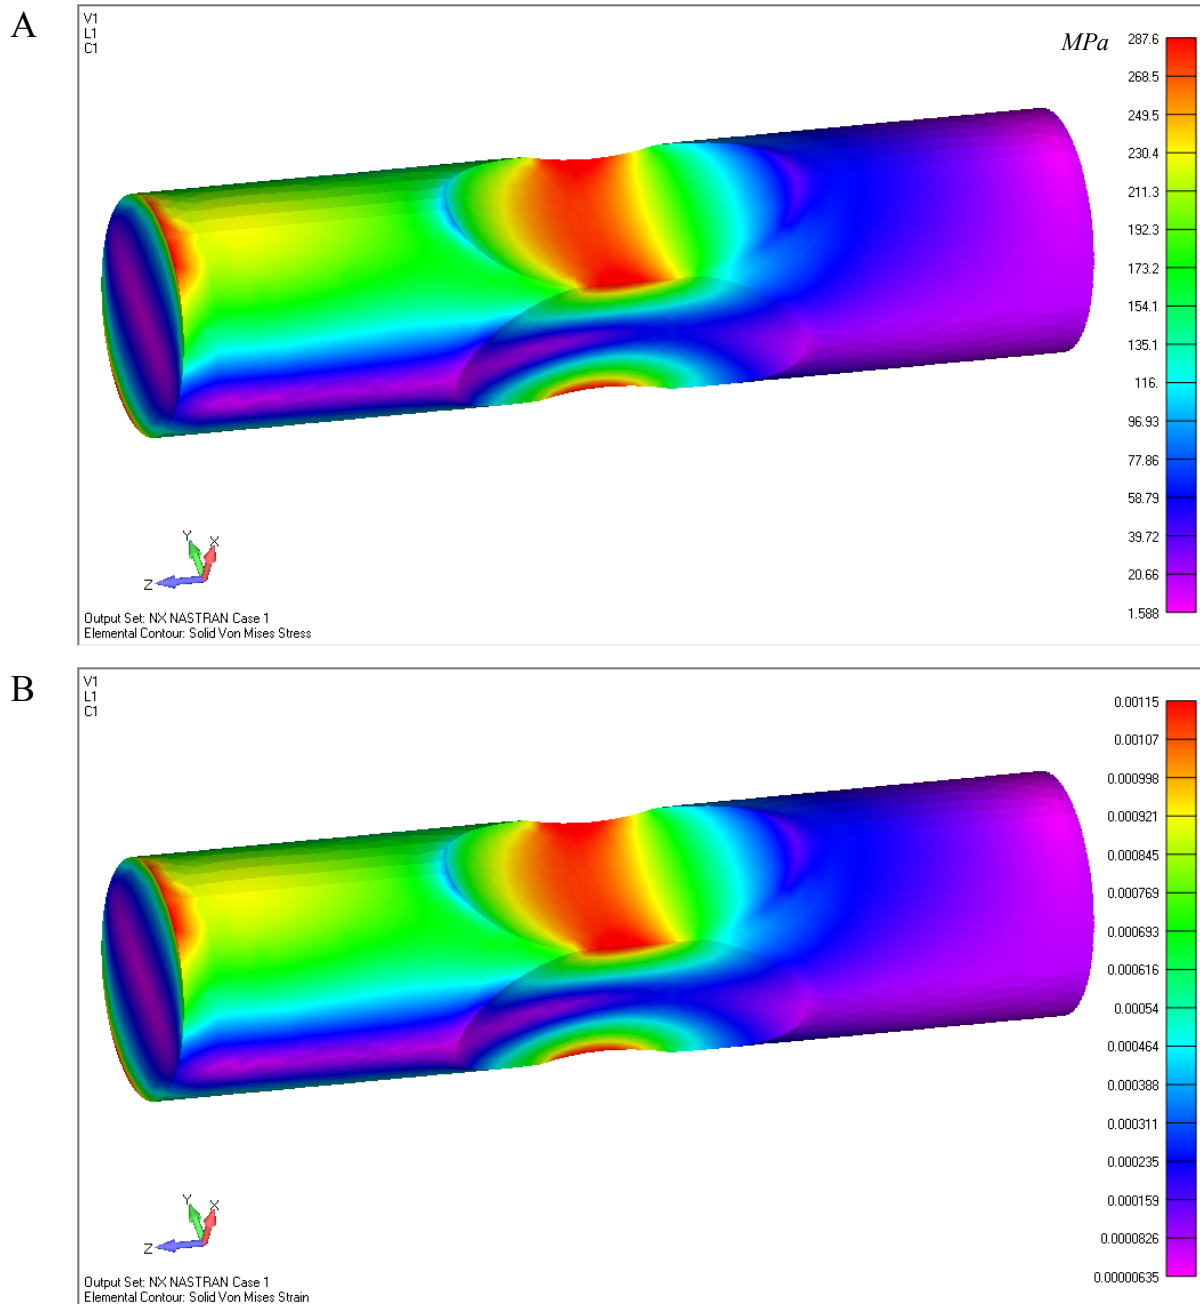 A
V1
L1
C1
MPa
287.6
268.5
249.5
230.4
211.3
192.3
173.2
154.1
135.1
116.
96.93
77.86
58.79
39.72
20.66
1.588
Y
X
Z
Output Set: NX NASTRAN Case 1
Elemental Contour: Solid Von Mises Stress
B
V1
L1
C1
0.00115
0.00107
0.000998
0.000921
0.000845
0.000769
0.000693
0.000616
0.00054
0.000464
0.000388
0.000311
0.000235
0.000159
0.0000826
0.00000635
Y
X
Z
Output Set: NX NASTRAN Case 1
Elemental Contour: Solid Von Mises Strain